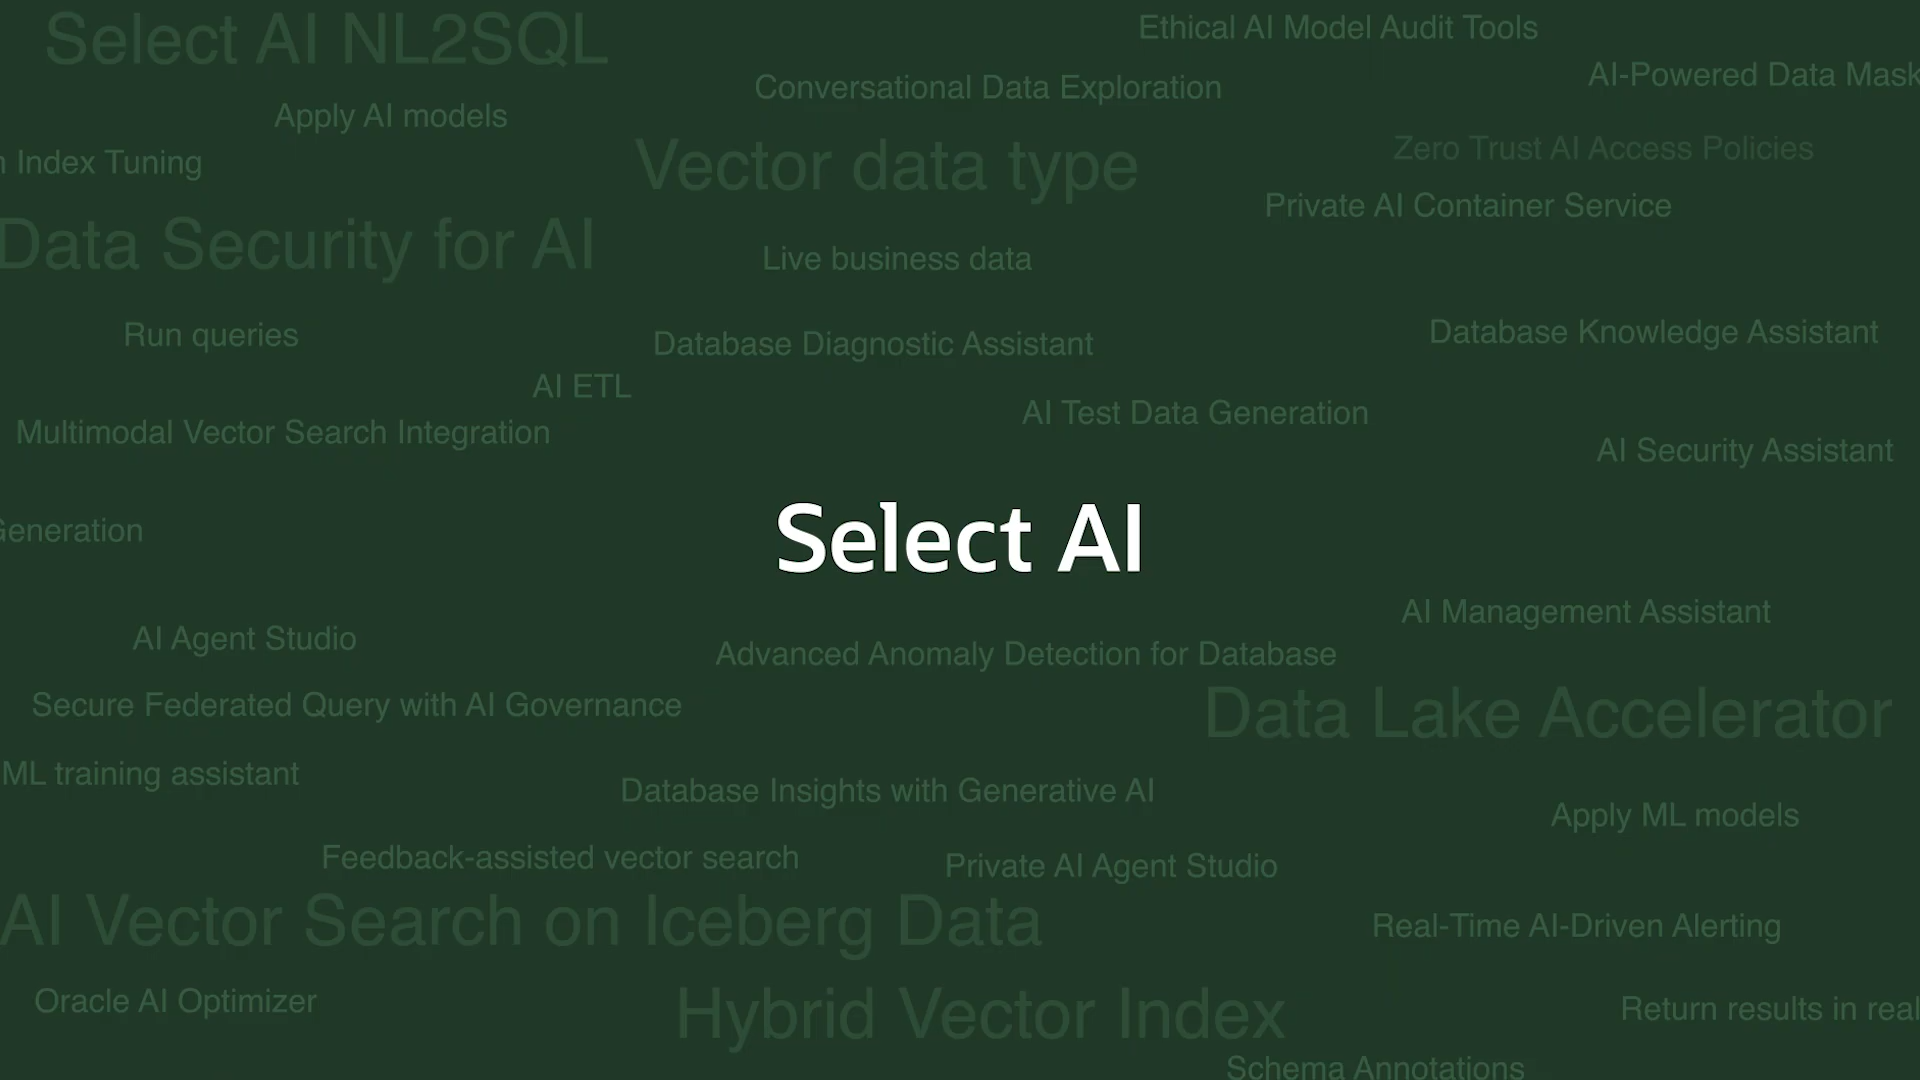 Select AI NL2SQL
Ethical AI Model Audit Tools
AI-Powered Data Mask
Conversational Data Exploration
Apply AI models
Vector data type
Zero Trust AI Access Policies
Index Tuning
Private AI Container Service
Data Security for AI
Live business data
Run queries
Database Diagnostic Assistant
Database Knowledge Assistant
AI ETL
AI Test Data Generation
Multimodal Vector Search Integration
AI Security Assistant
Generation
Select AI
AI Management Assistant
AI Agent Studio
Advanced Anomaly Detection for Database
Secure Federated Query with AI Governance
Data Lake Accelerator
ML training assistant
Database Insights with Generative AI
Apply ML models
Feedback-assisted vector search
Private AI Agent Studio
AI Vector Search on Iceberg Data
Real-Time AI-Driven Alerting
Oracle AI Optimizer
Hybrid Vector Index
Return results in real
Schema Annotations